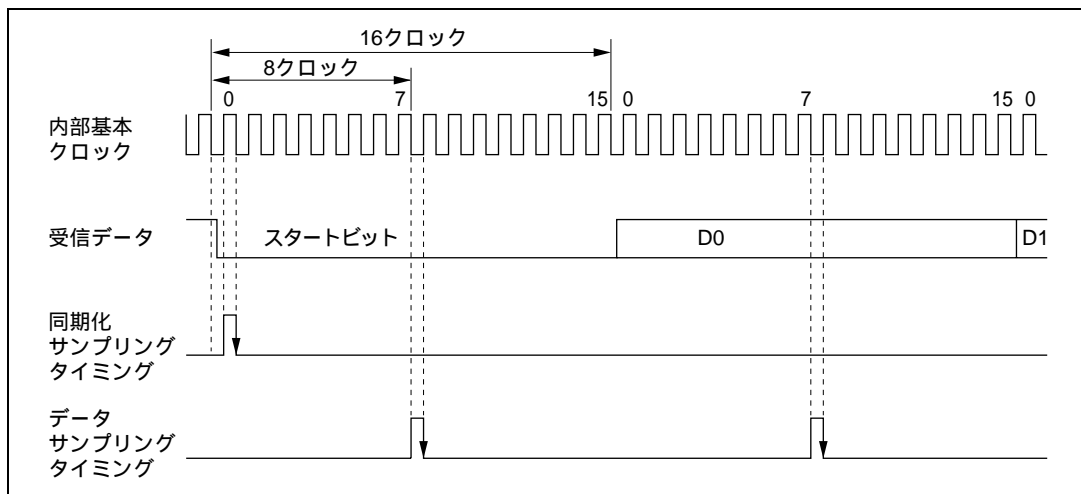 16クロック
8クロック
0 7 15 0 7 15 0
内部基本
クロック
受信データ
スタートビット
D0
D1
同期化
サンプリング
タイミング
データ
サンプリング
タイミング